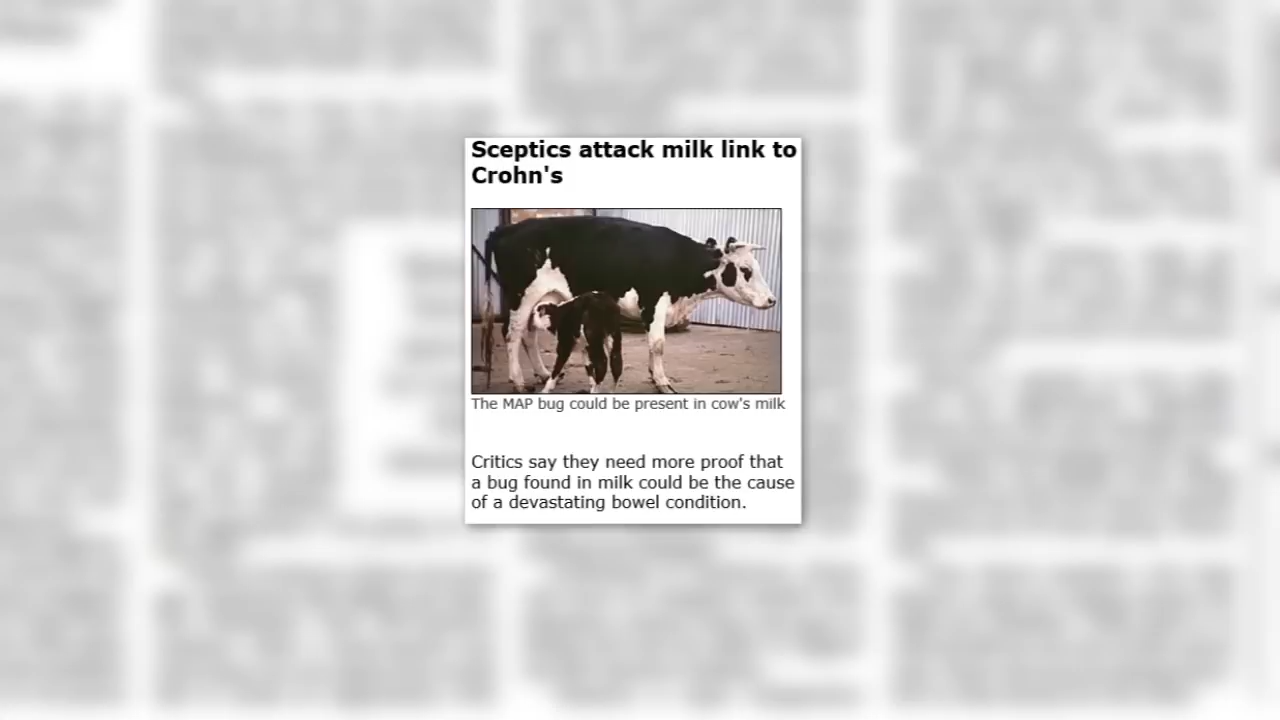 Sceptics attack milk link to
Crohn's
The MAP bug could be present in cow's milk
Critics say they need more proof that
a bug found in milk could be the cause
of a devastating bowel condition.